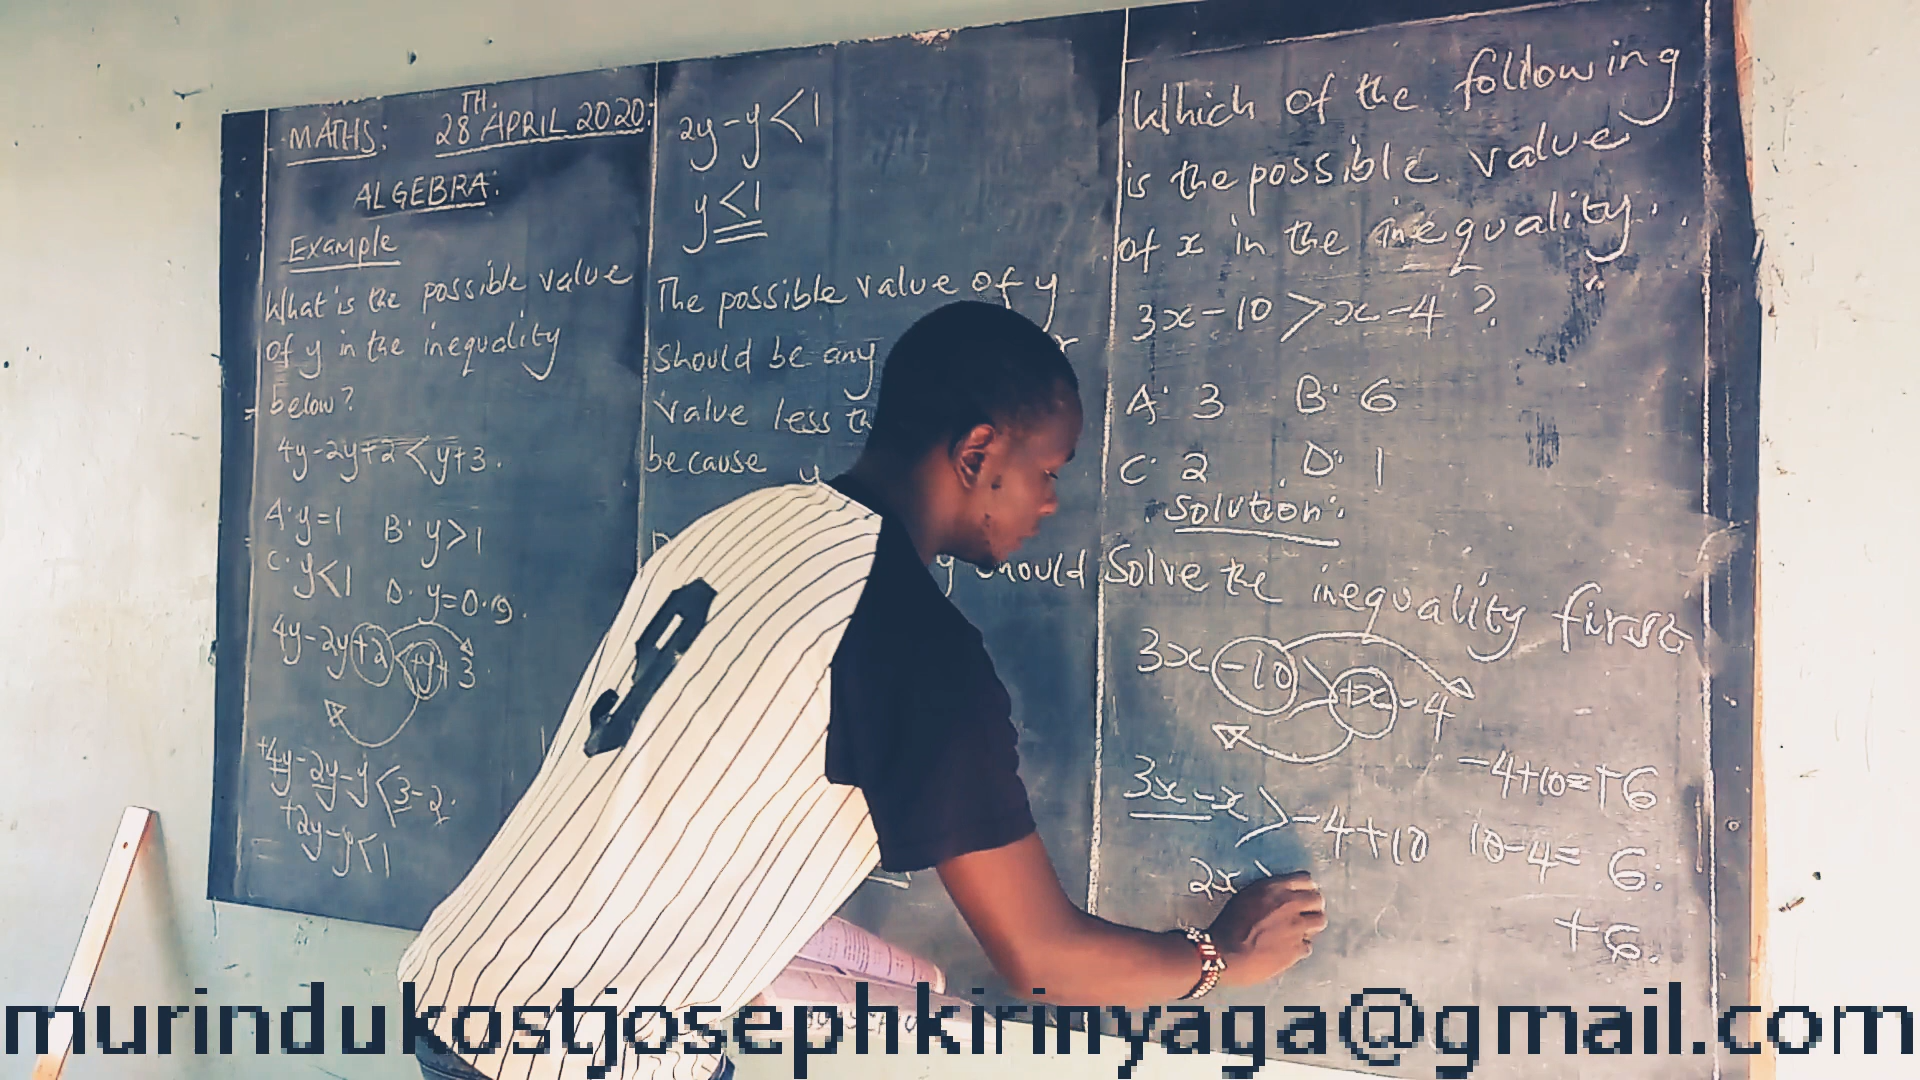 MATHS: 28TH. APRIL 2020:
ALGEBRA:
Example
What is the possible value
of y in the inequality
below?
4y-2y+2<y+3.
A. y=1 B. y>1
C. y<1 D. y=0.9.
4y-2y+2<+y+3
+4y-2y-y<3-2.
+2y-y<1
2y-y<1
y<1
The possible value of y
should be any
value less
because y
y should
Which of the following
is the possible value
of x in the inequality.
3x-10>x-4?
A. 3 B. 6
C. 2 D. 1
Solution:
Solve the inequality first
3x-10>+x-4
-4+10=+6
3x-x>-4+10 10-4= 6:
2x>
+6.
murindukostjosephkirinyaga@gmail.com